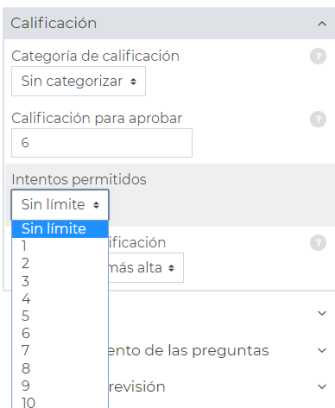 Calificación
Categoría de calificación
Sin categorizar
Calificación para aprobar
6
Intentos permitidos
Sin límite
Sin límite
1
ificación
2
más alta
3
4
5
6
7
ento de las preguntas
8
9
revisión
10